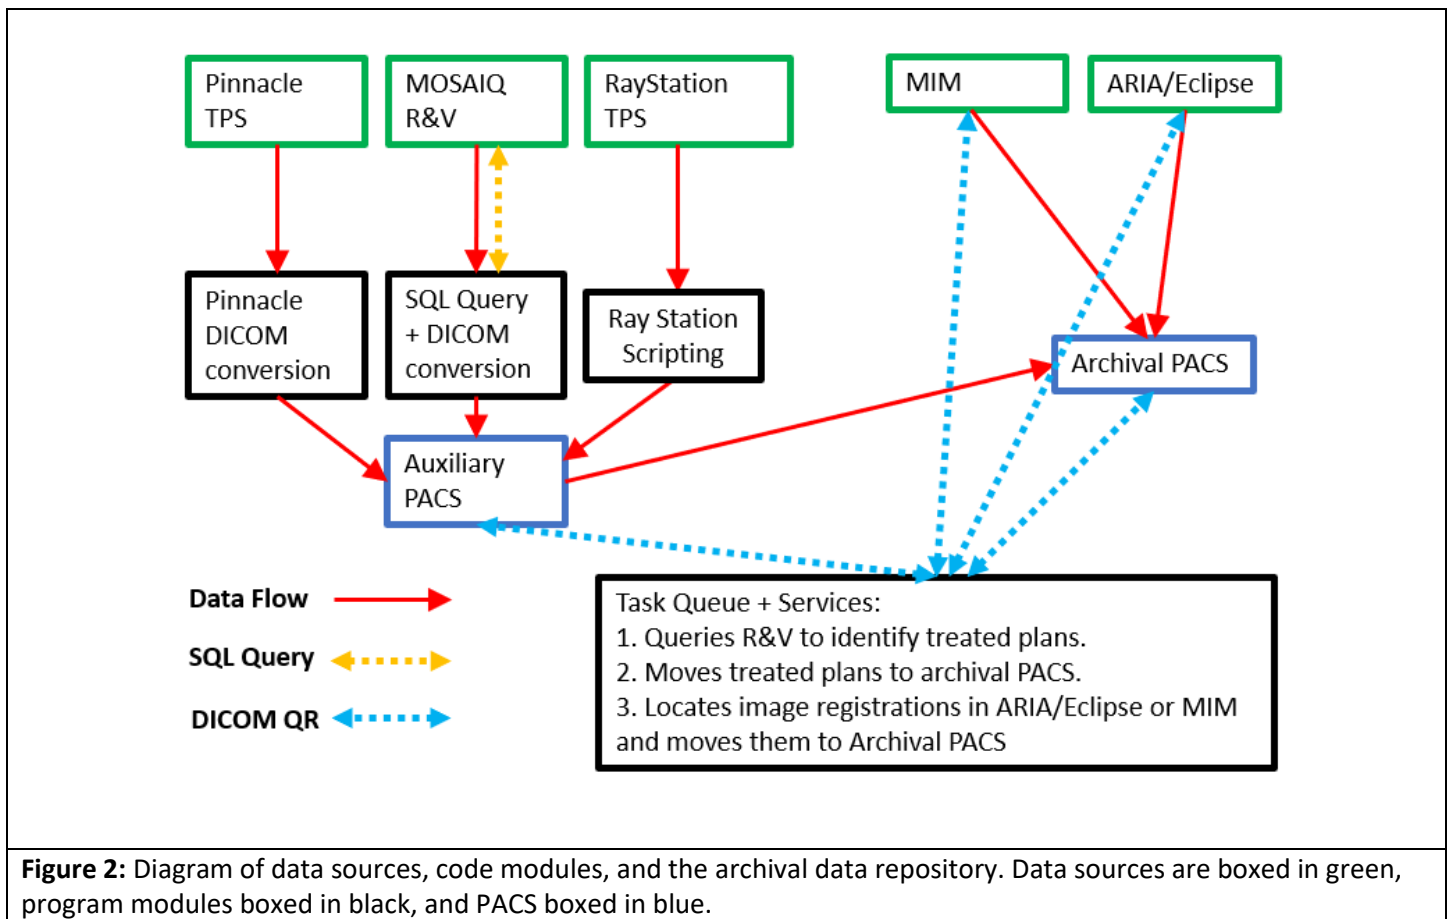 Pinnacle
TPS
MOSAIQ
R&V
RayStation
TPS
MIM
ARIA/Eclipse
Pinnacle
DICOM
conversion
SQL Query
+ DICOM
conversion
Ray Station
Scripting
Archival PACS
Auxiliary
PACS
Data Flow
SQL Query
DICOM QR
Task Queue + Services:
1. Queries R&V to identify treated plans.
2. Moves treated plans to archival PACS.
3. Locates image registrations in ARIA/Eclipse or MIM
and moves them to Archival PACS
Figure 2: Diagram of data sources, code modules, and the archival data repository. Data sources are boxed in green,
program modules boxed in black, and PACS boxed in blue.